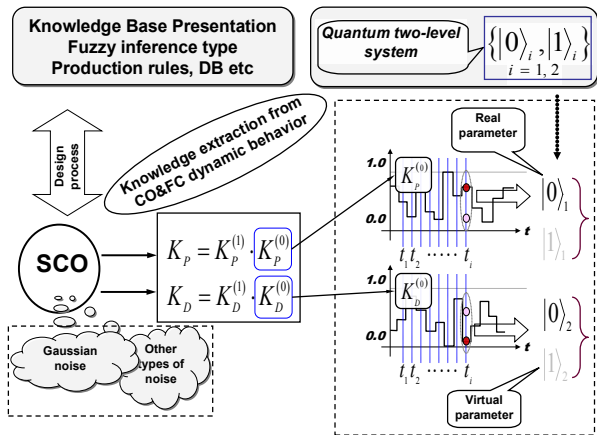 Knowledge Base Presentation
Fuzzy inference type
Production rules, DB etc
Quantum two-level
system
{|0⟩ᵢ, |1⟩ᵢ}
i = 1, 2
Design
process
Knowledge extraction from
CO&FC dynamic behavior
Real
parameter
1.0
K_P^(0)
0.0
t
t₁ t₂ ..... tᵢ
|0⟩₁
|1⟩₁
SCO
K_P = K_P^(1) · K_P^(0)
K_D = K_D^(1) · K_D^(0)
1.0
K_D^(0)
0.0
t
t₁ t₂ ..... tᵢ
|0⟩₂
|1⟩₂
Gaussian
noise
Other
types of
noise
Virtual
parameter